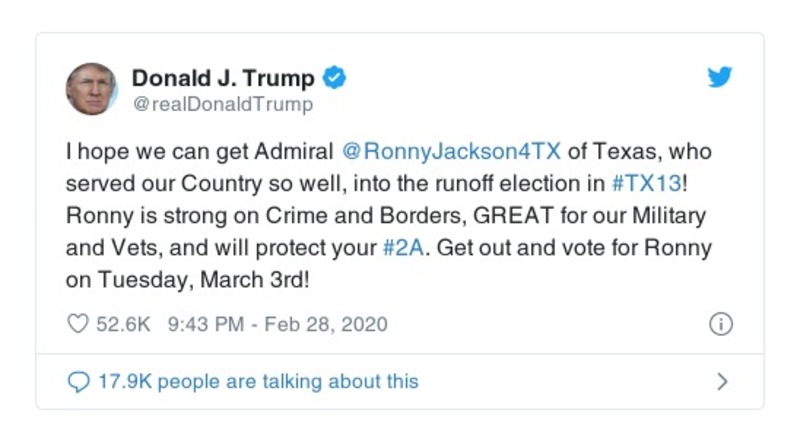 Donald J. Trump
@realDonaldTrump
I hope we can get Admiral @RonnyJackson4TX of Texas, who
served our Country so well, into the runoff election in #TX13!
Ronny is strong on Crime and Borders, GREAT for our Military
and Vets, and will protect your #2A. Get out and vote for Ronny
on Tuesday, March 3rd!
52.6K 9:43 PM - Feb 28, 2020
17.9K people are talking about this